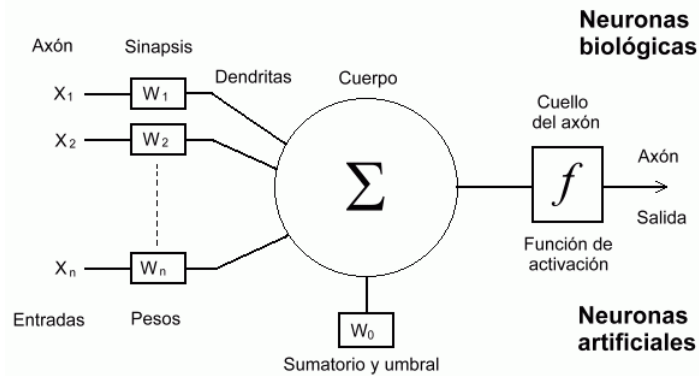 Neuronas
biológicas
Axón
Sinapsis
Dendritas
Cuerpo
Cuello
del axón
X1
W1
X2
W2
Σ
f
Axón
Salida
Función de
activación
Xn
Wn
W0
Entradas
Pesos
Sumatorio y umbral
Neuronas
artificiales